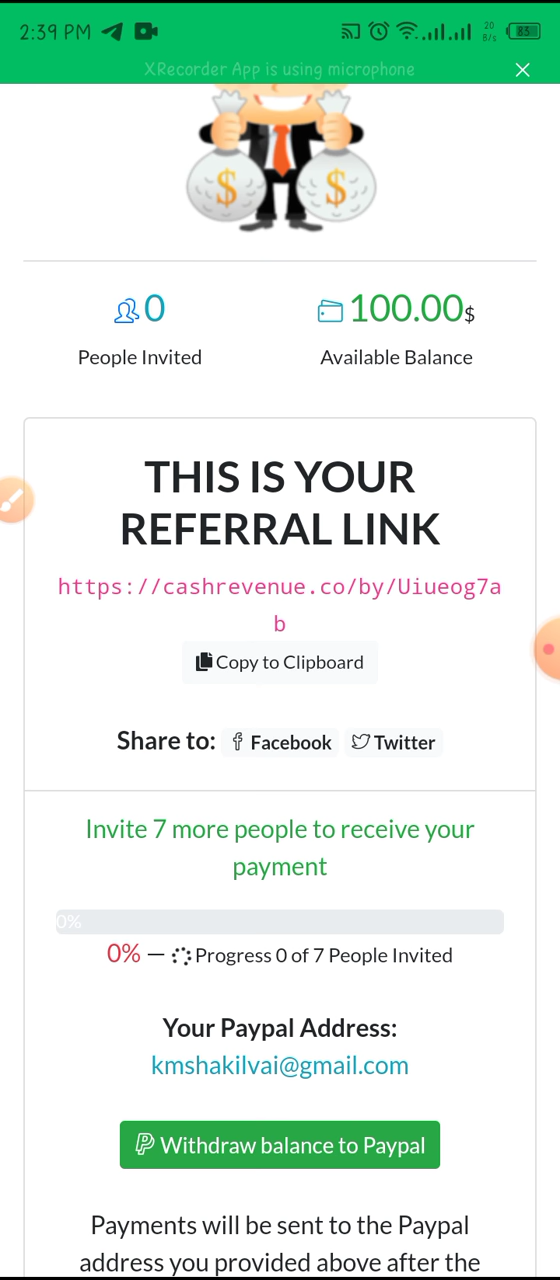 2:39 PM
20
B/s
83
XRecorder App is using microphone
$ $
0
100.00$
People Invited
Available Balance
THIS IS YOUR
REFERRAL LINK
https://cashrevenue.co/by/Uiueog7a
b
Copy to Clipboard
Share to: Facebook Twitter
Invite 7 more people to receive your
payment
0%
0% — Progress 0 of 7 People Invited
Your Paypal Address:
kmshakilvai@gmail.com
Withdraw balance to Paypal
Payments will be sent to the Paypal
address you provided above after the